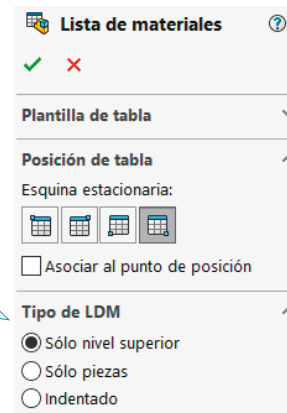 Lista de materiales
Plantilla de tabla
Posición de tabla
Esquina estacionaria:
Asociar al punto de posición
Tipo de LDM
Sólo nivel superior
Sólo piezas
Indentado